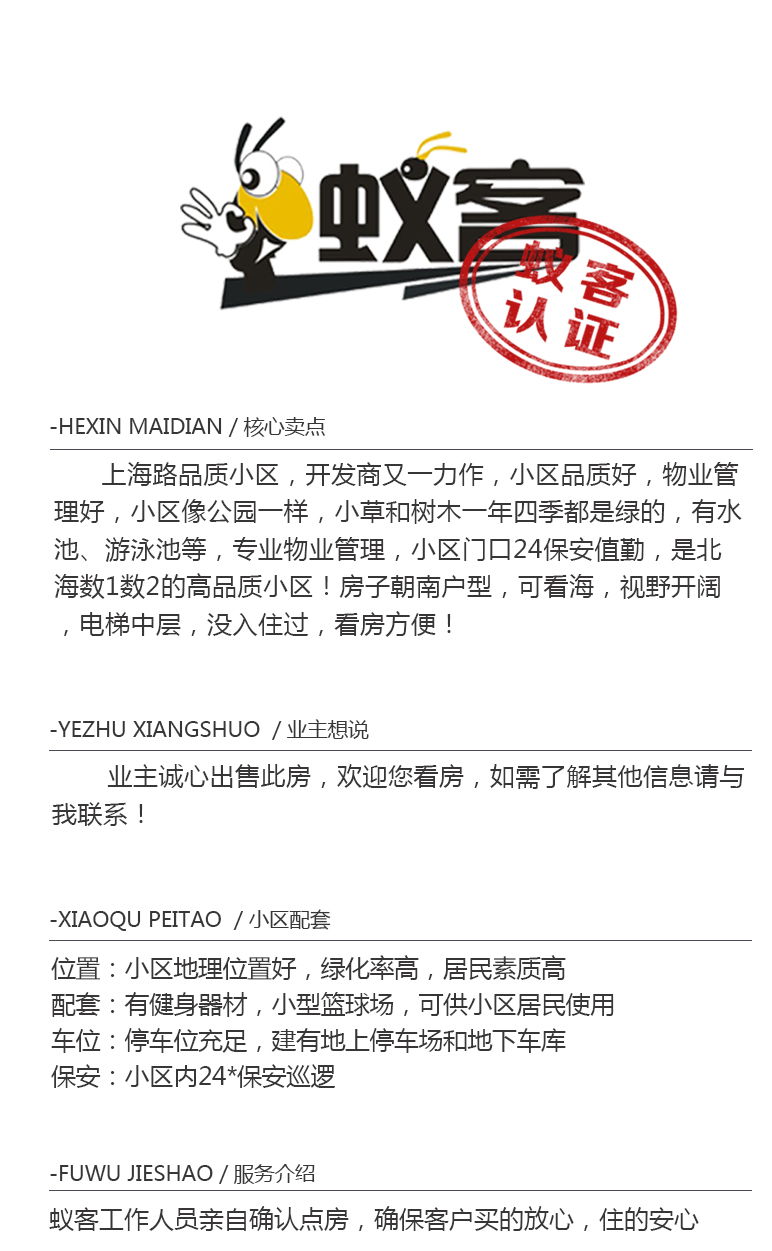 蚁客
蚁客
认证
-HEXIN MAIDIAN / 核心卖点
上海路品质小区，开发商又一力作，小区品质好，物业管
理好，小区像公园一样，小草和树木一年四季都是绿的，有水
池、游泳池等，专业物业管理，小区门口24保安值勤，是北
海数1数2的高品质小区！房子朝南户型，可看海，视野开阔
，电梯中层，没入住过，看房方便！
-YEZHU XIANGSHUO / 业主想说
业主诚心出售此房，欢迎您看房，如需了解其他信息请与
我联系！
-XIAOQU PEITAO / 小区配套
位置：小区地理位置好，绿化率高，居民素质高
配套：有健身器材，小型篮球场，可供小区居民使用
车位：停车位充足，建有地上停车场和地下车库
保安：小区内24*保安巡逻
-FUWU JIESHAO / 服务介绍
蚁客工作人员亲自确认点房，确保客户买的放心，住的安心